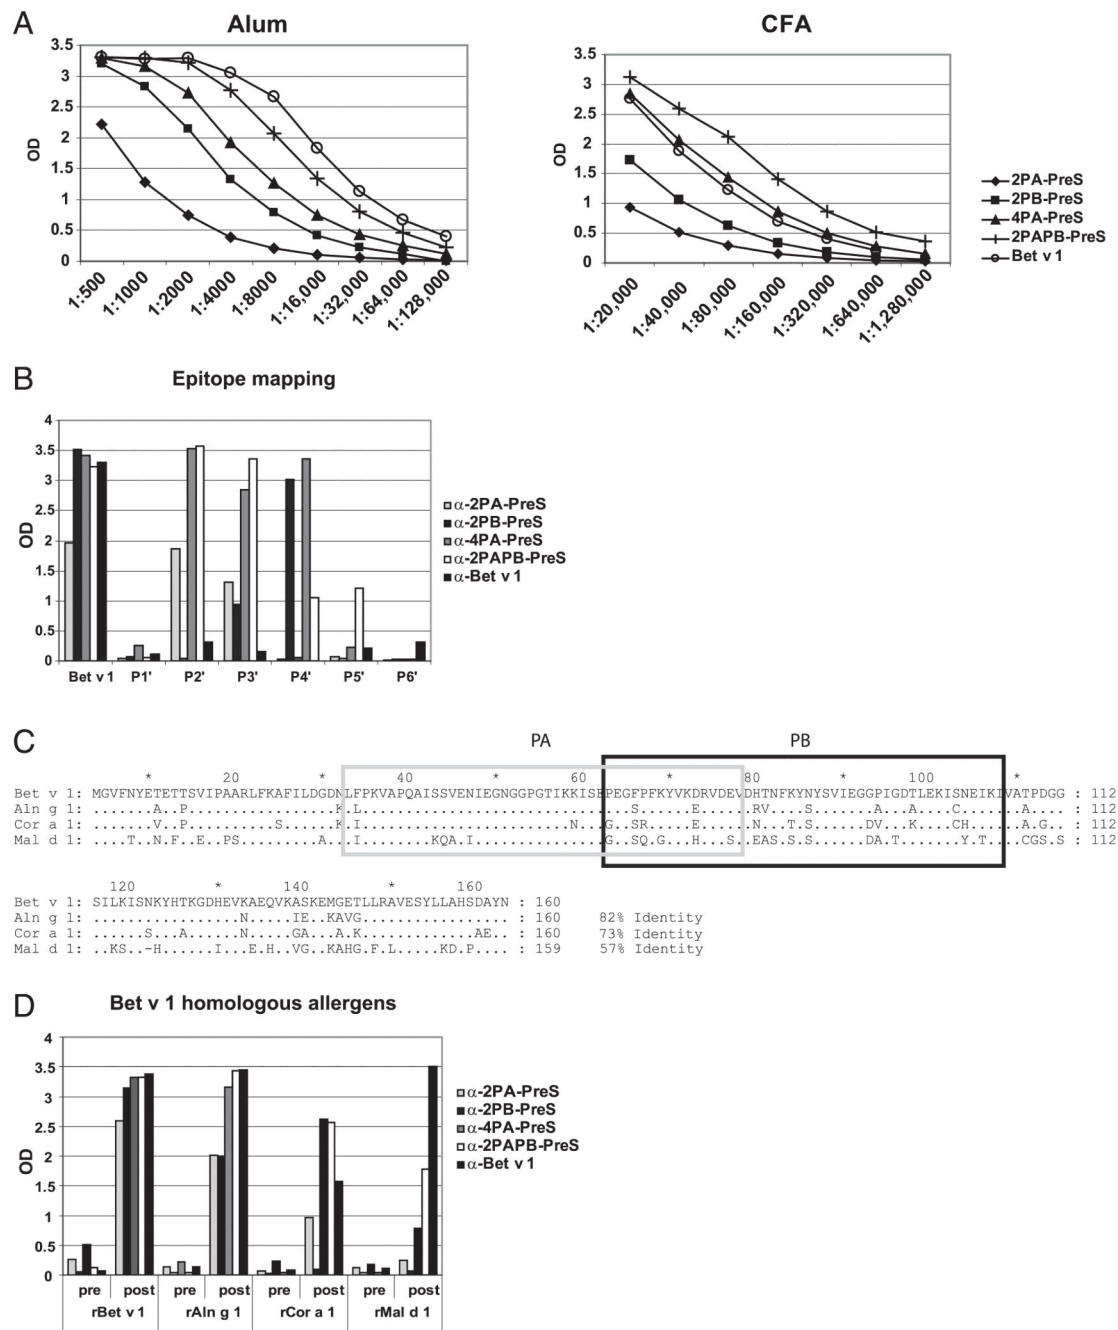 A
Alum
CFA
3.5
3
2.5
2
1.5
1
0.5
0
OD
1:500
1:1000
1:2000
1:4000
1:8000
1:16,000
1:32,000
1:64,000
1:128,000
3.5
3
2.5
2
1.5
1
0.5
0
OD
1:20,000
1:40,000
1:80,000
1:160,000
1:320,000
1:640,000
1:1,280,000
2PA-PreS
2PB-PreS
4PA-PreS
2PAPB-PreS
Bet v 1
B
Epitope mapping
4
3.5
3
2.5
2
1.5
1
0.5
0
OD
Bet v 1 P1' P2' P3' P4' P5' P6'
α-2PA-PreS
α-2PB-PreS
α-4PA-PreS
α-2PAPB-PreS
α-Bet v 1
C
PA PB
* 20 * 40 * 60 * 80 * 100 *
Bet v 1: MGVFNYETETTSVIPAARLFKAFILDGDNLFPKVAPQAISSVENIEGNGGPGTIKKISFPEGFPFKYVKDRVDEVDHTNFKYNYSVIEGGPIGDTLEKISNEIKIVATPDGG : 112
Aln g 1: : 112
Cor a 1: : 112
Mal d 1: : 112
120 * 140 * 160
Bet v 1: SILKISNKYHTKGDHEVKAEQVKASKEMGETLLRAVESYLLAHSDAYN : 160
Aln g 1: .................N.....IE..KAVG................. : 160 82% Identity
Cor a 1: ......S...A......N.....GA...A.K.............AE.. : 160 73% Identity
Mal d 1: ..KS..-H.......I...E.H..VG..KAHG.F.L.....KD.P... : 159 57% Identity
D
Bet v 1 homologous allergens
4
3.5
3
2.5
2
1.5
1
0.5
0
OD
pre post pre post pre post pre post
rBet v 1 rAln g 1 rCor a 1 rMal d 1
α-2PA-PreS
α-2PB-PreS
α-4PA-PreS
α-2PAPB-PreS
α-Bet v 1